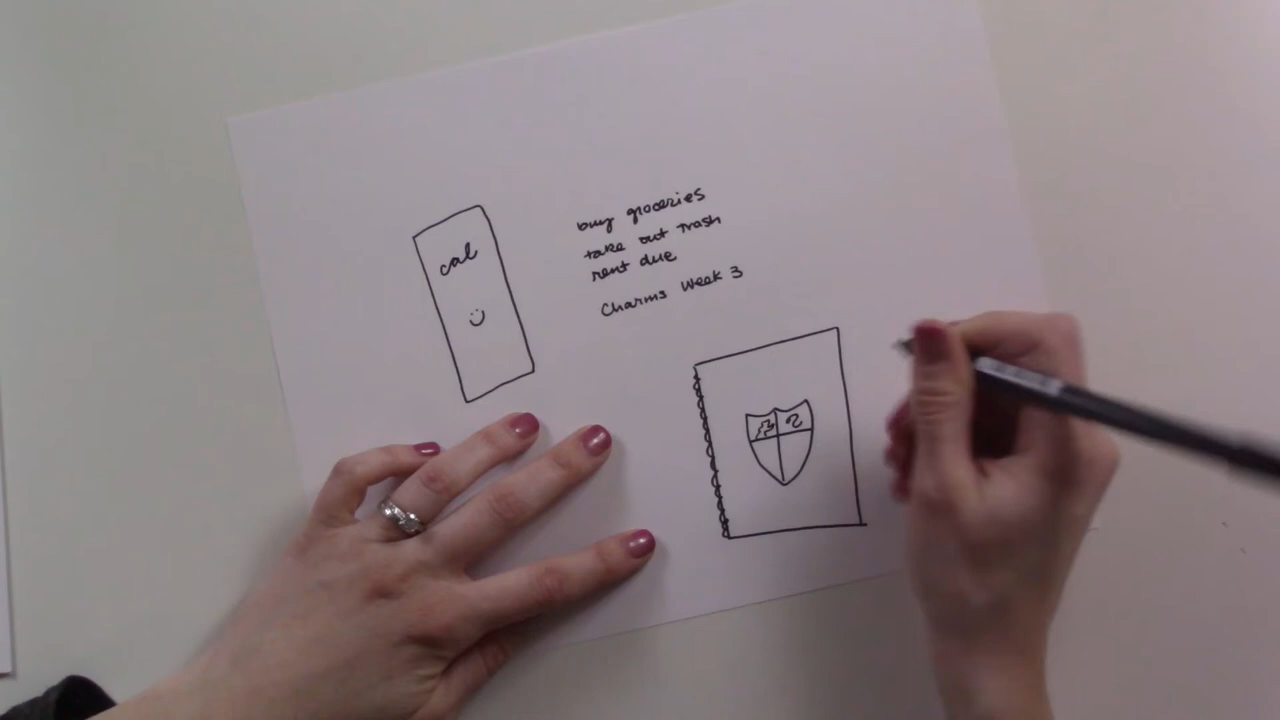 cal
buy groceries
take out trash
rent due
Charms Week 3